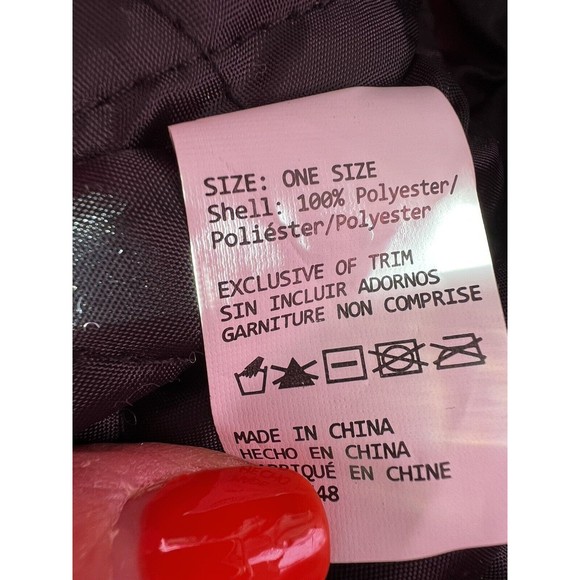 SIZE: ONE SIZE
Shell: 100% Polyester/
Poliéster/Polyester
EXCLUSIVE OF TRIM
SIN INCLUIR ADORNOS
GARNITURE NON COMPRISE
MADE IN CHINA
HECHO EN CHINA
EN CHINE
48